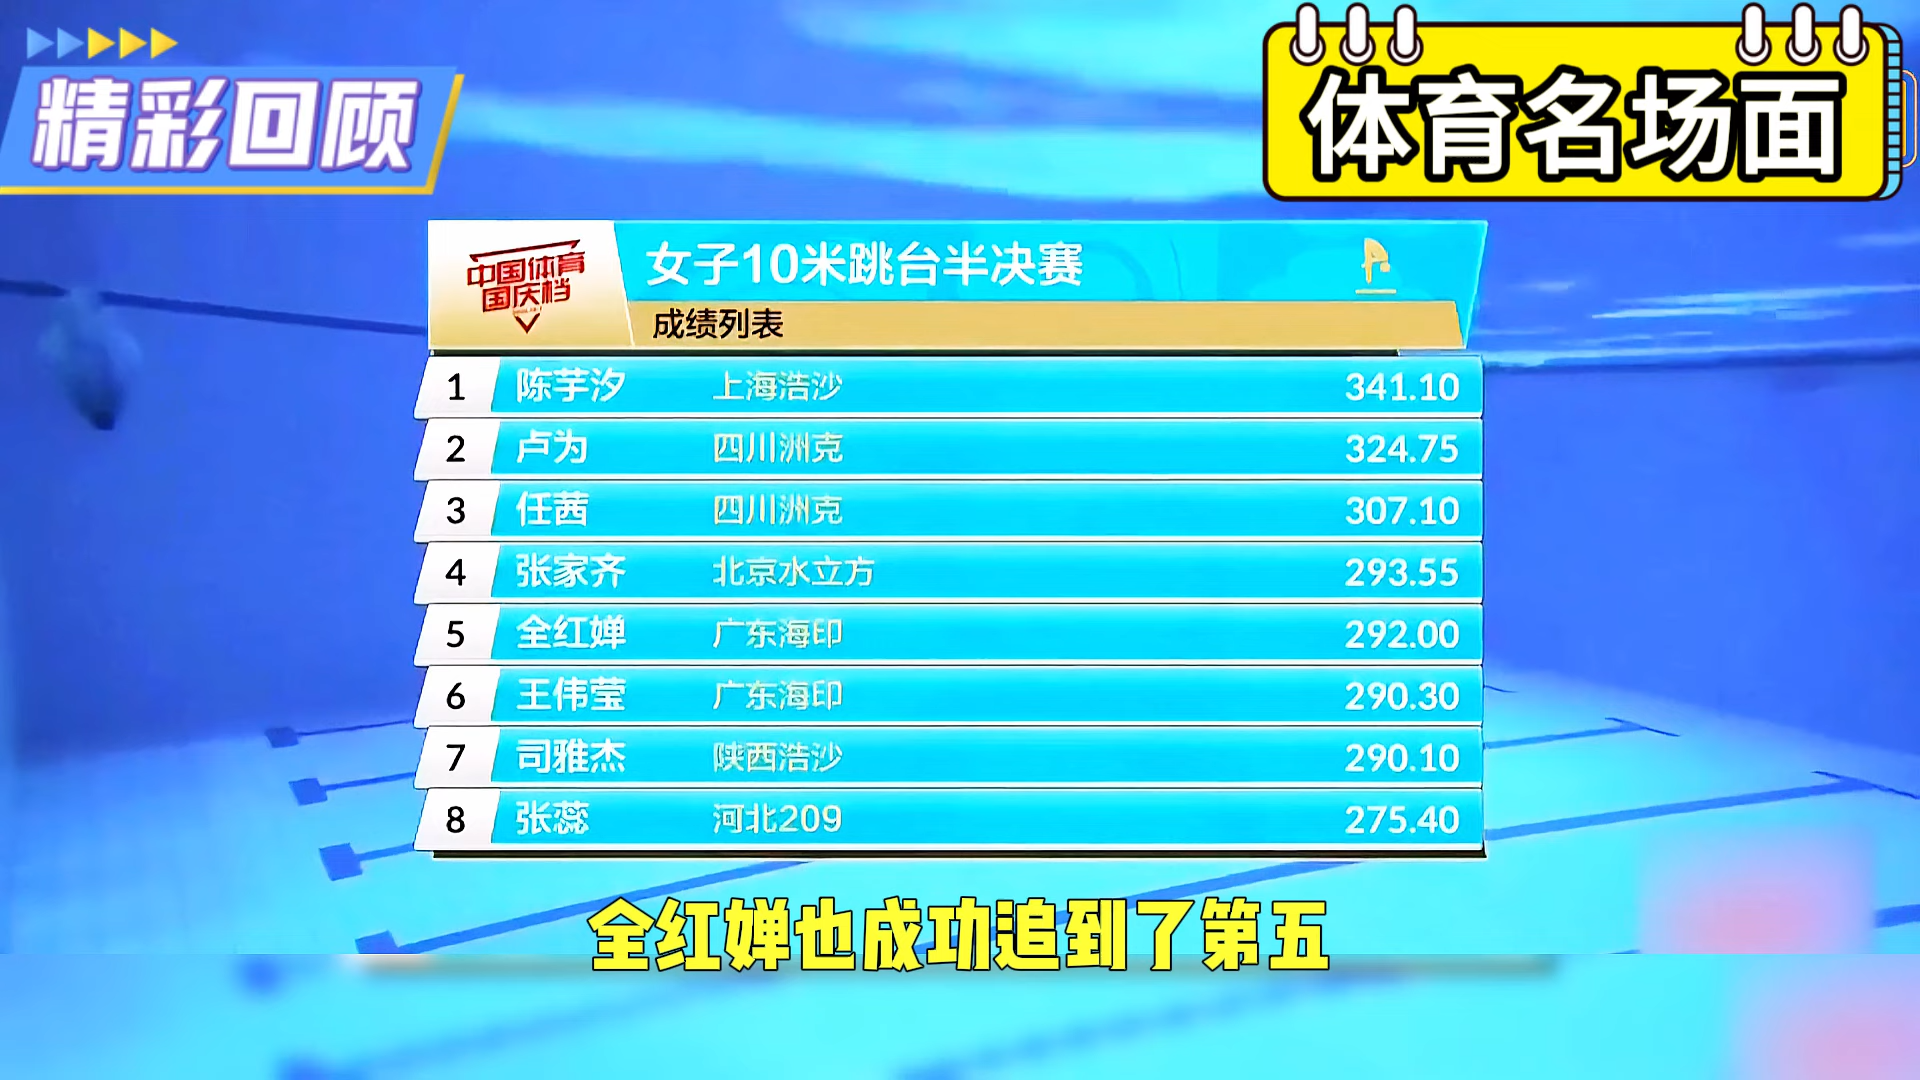 精彩回顾
体育名场面
中国体育
国庆档
女子10米跳台半决赛
成绩列表
1 陈芋汐 上海浩沙 341.10
2 卢为 四川洲克 324.75
3 任茜 四川洲克 307.10
4 张家齐 北京水立方 293.55
5 全红婵 广东海印 292.00
6 王伟莹 广东海印 290.30
7 司雅杰 陕西浩沙 290.10
8 张蕊 河北209 275.40
全红婵也成功追到了第五